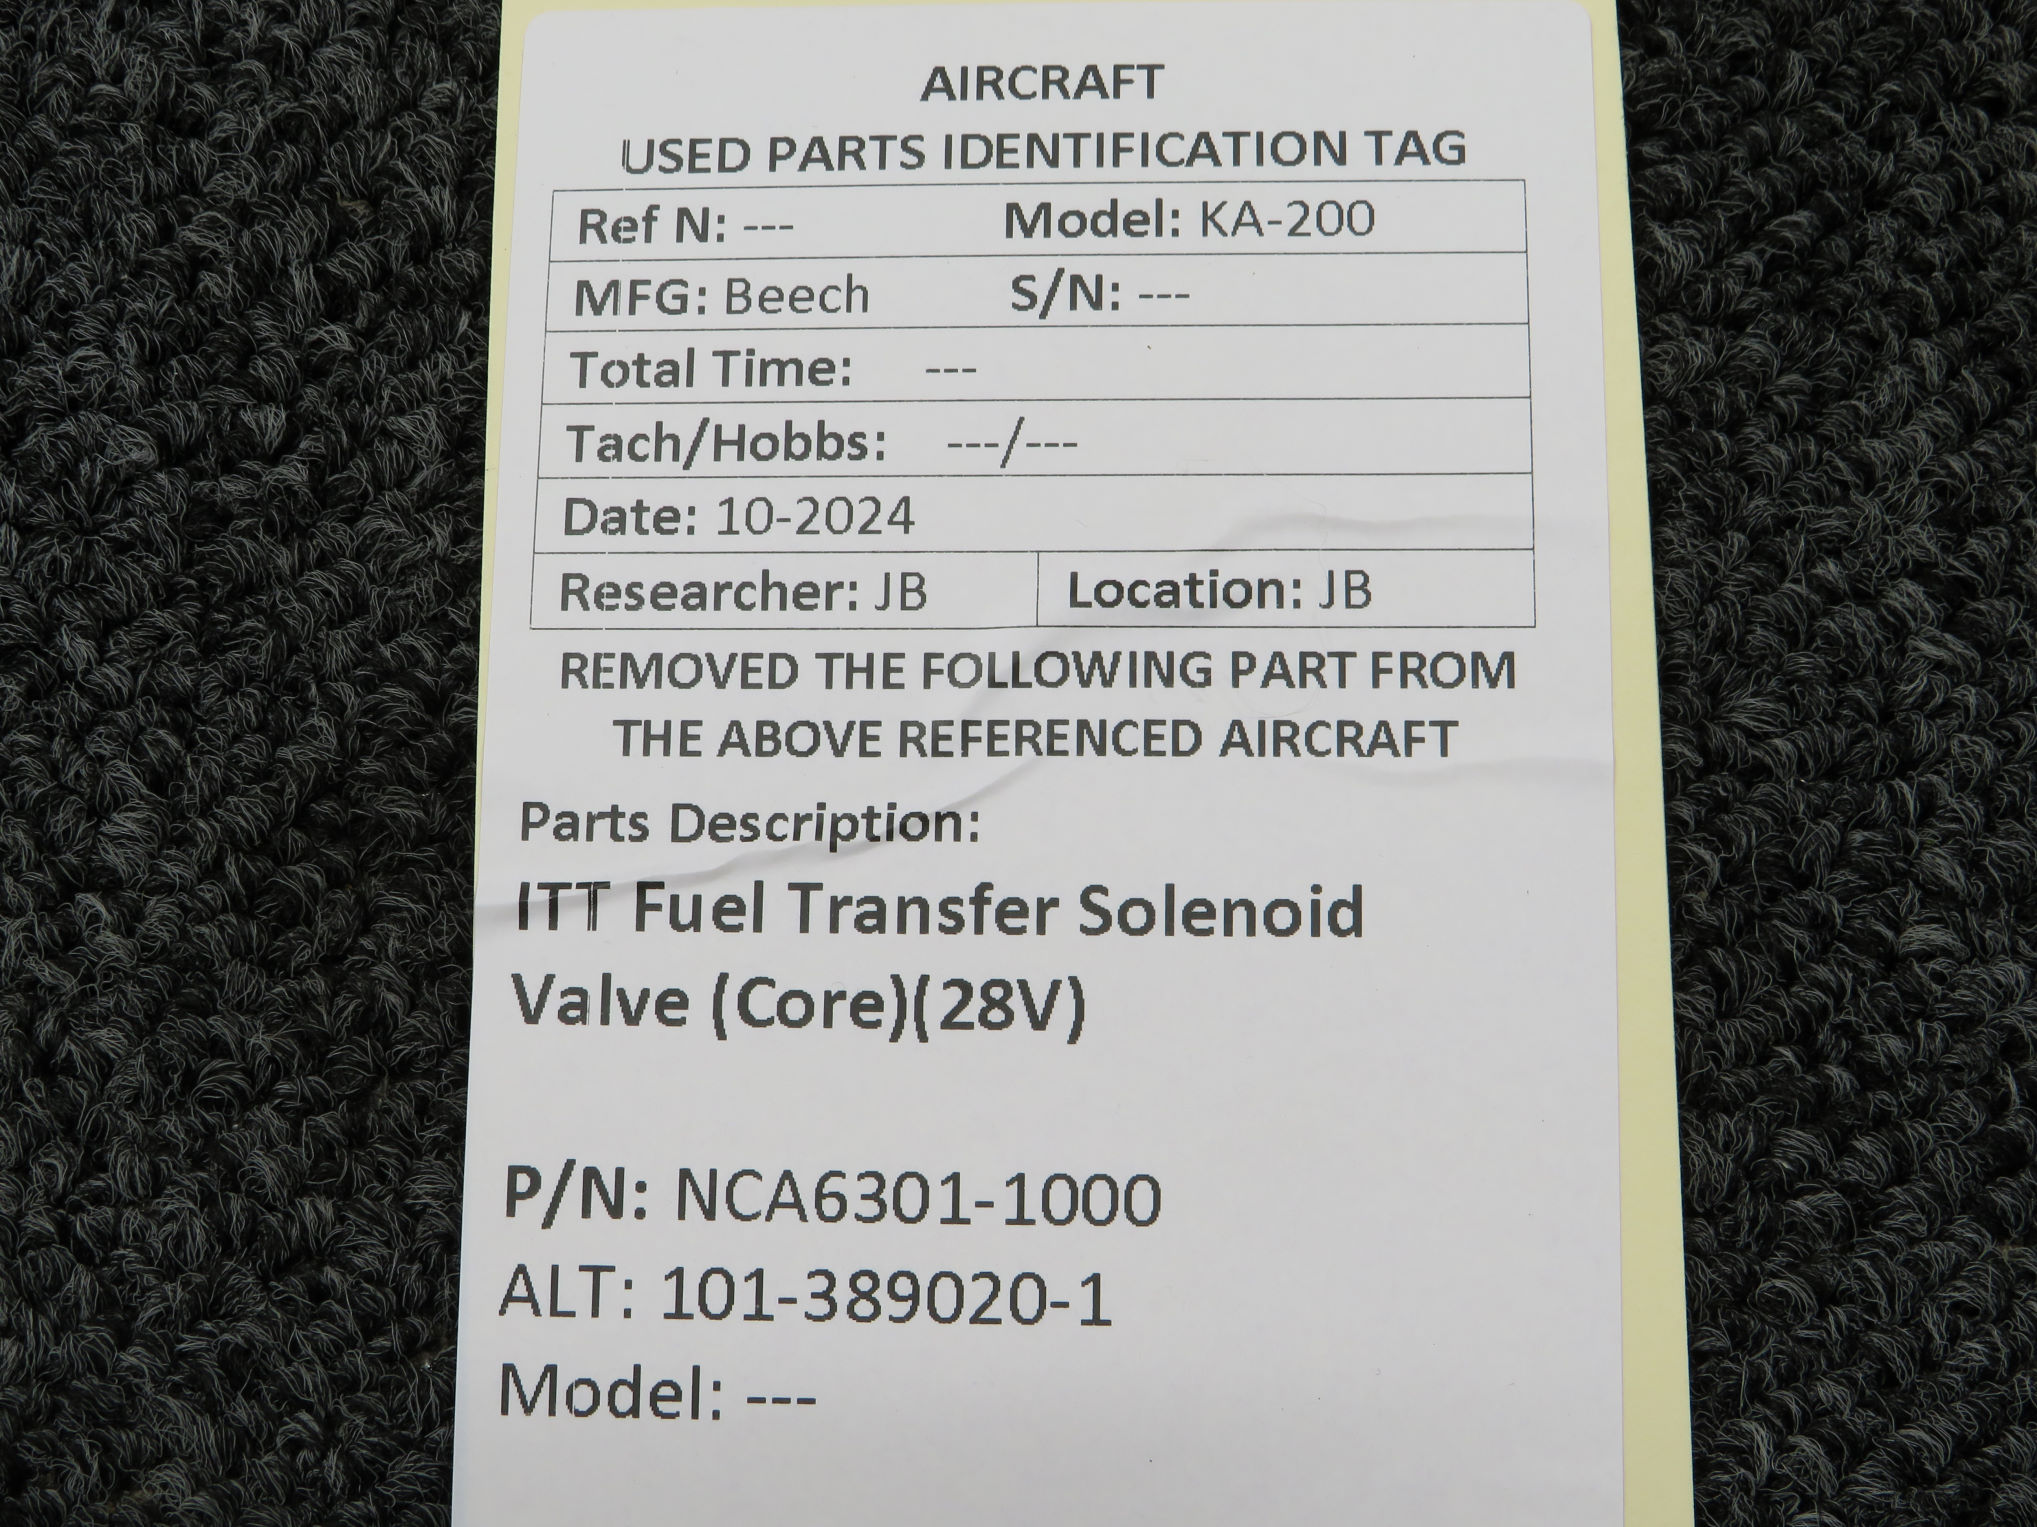 AIRCRAFT
USED PARTS IDENTIFICATION TAG
Ref N: --- Model: KA-200
MFG: Beech S/N: ---
Total Time: ---
Tach/Hobbs: ---/---
Date: 10-2024
Researcher: JB Location: JB
REMOVED THE FOLLOWING PART FROM
THE ABOVE REFERENCED AIRCRAFT
Parts Description:
ITT Fuel Transfer Solenoid
Valve (Core)(28V)
P/N: NCA6301-1000
ALT: 101-389020-1
Model: ---